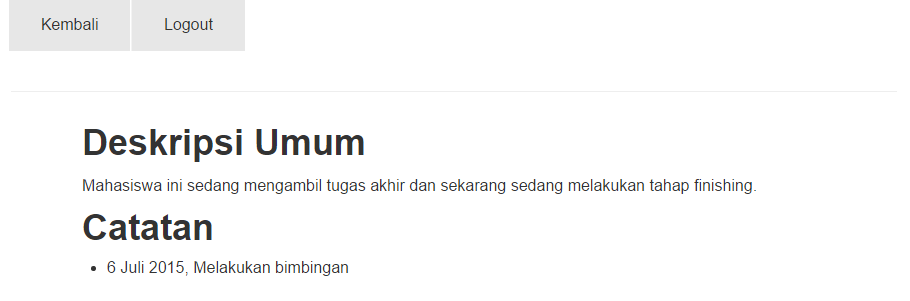 Kembali Logout
Deskripsi Umum
Mahasiswa ini sedang mengambil tugas akhir dan sekarang sedang melakukan tahap finishing.
Catatan
• 6 Juli 2015, Melakukan bimbingan